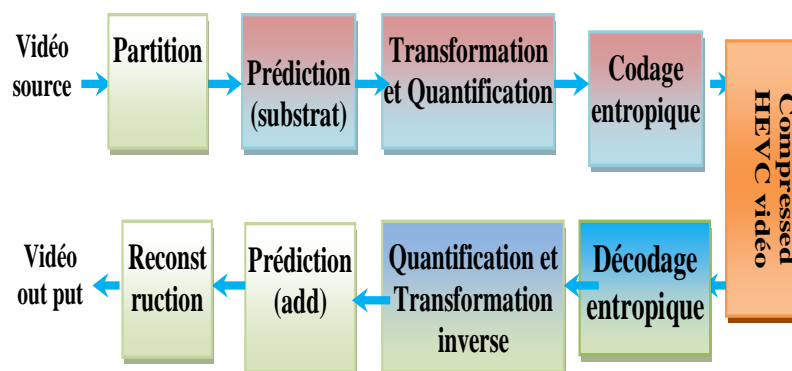 Vidéo
source
Partition
Prédiction
(substrat)
Transformation
et Quantification
Codage
entropique
Compressed
HEVC vidéo
Décodage
entropique
Quantification et
Transformation
inverse
Prédiction
(add)
Reconst
ruction
Vidéo
out put